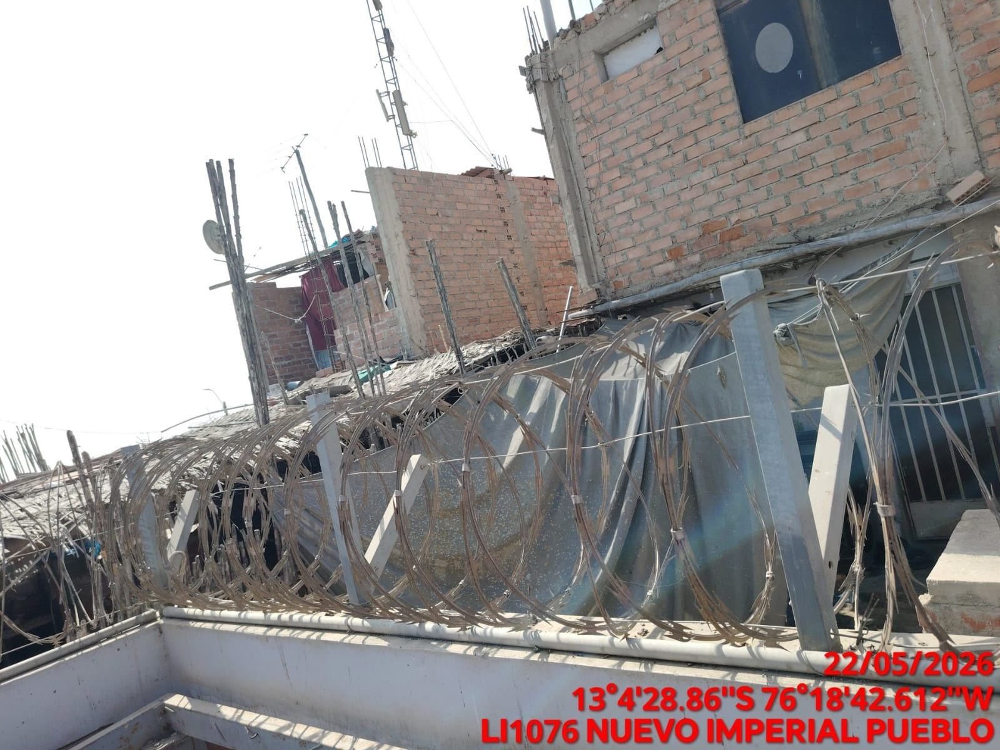 22/05/2026
13°4'28.86"S 76°18'42.612"W
LI1076 NUEVO IMPERIAL PUEBLO